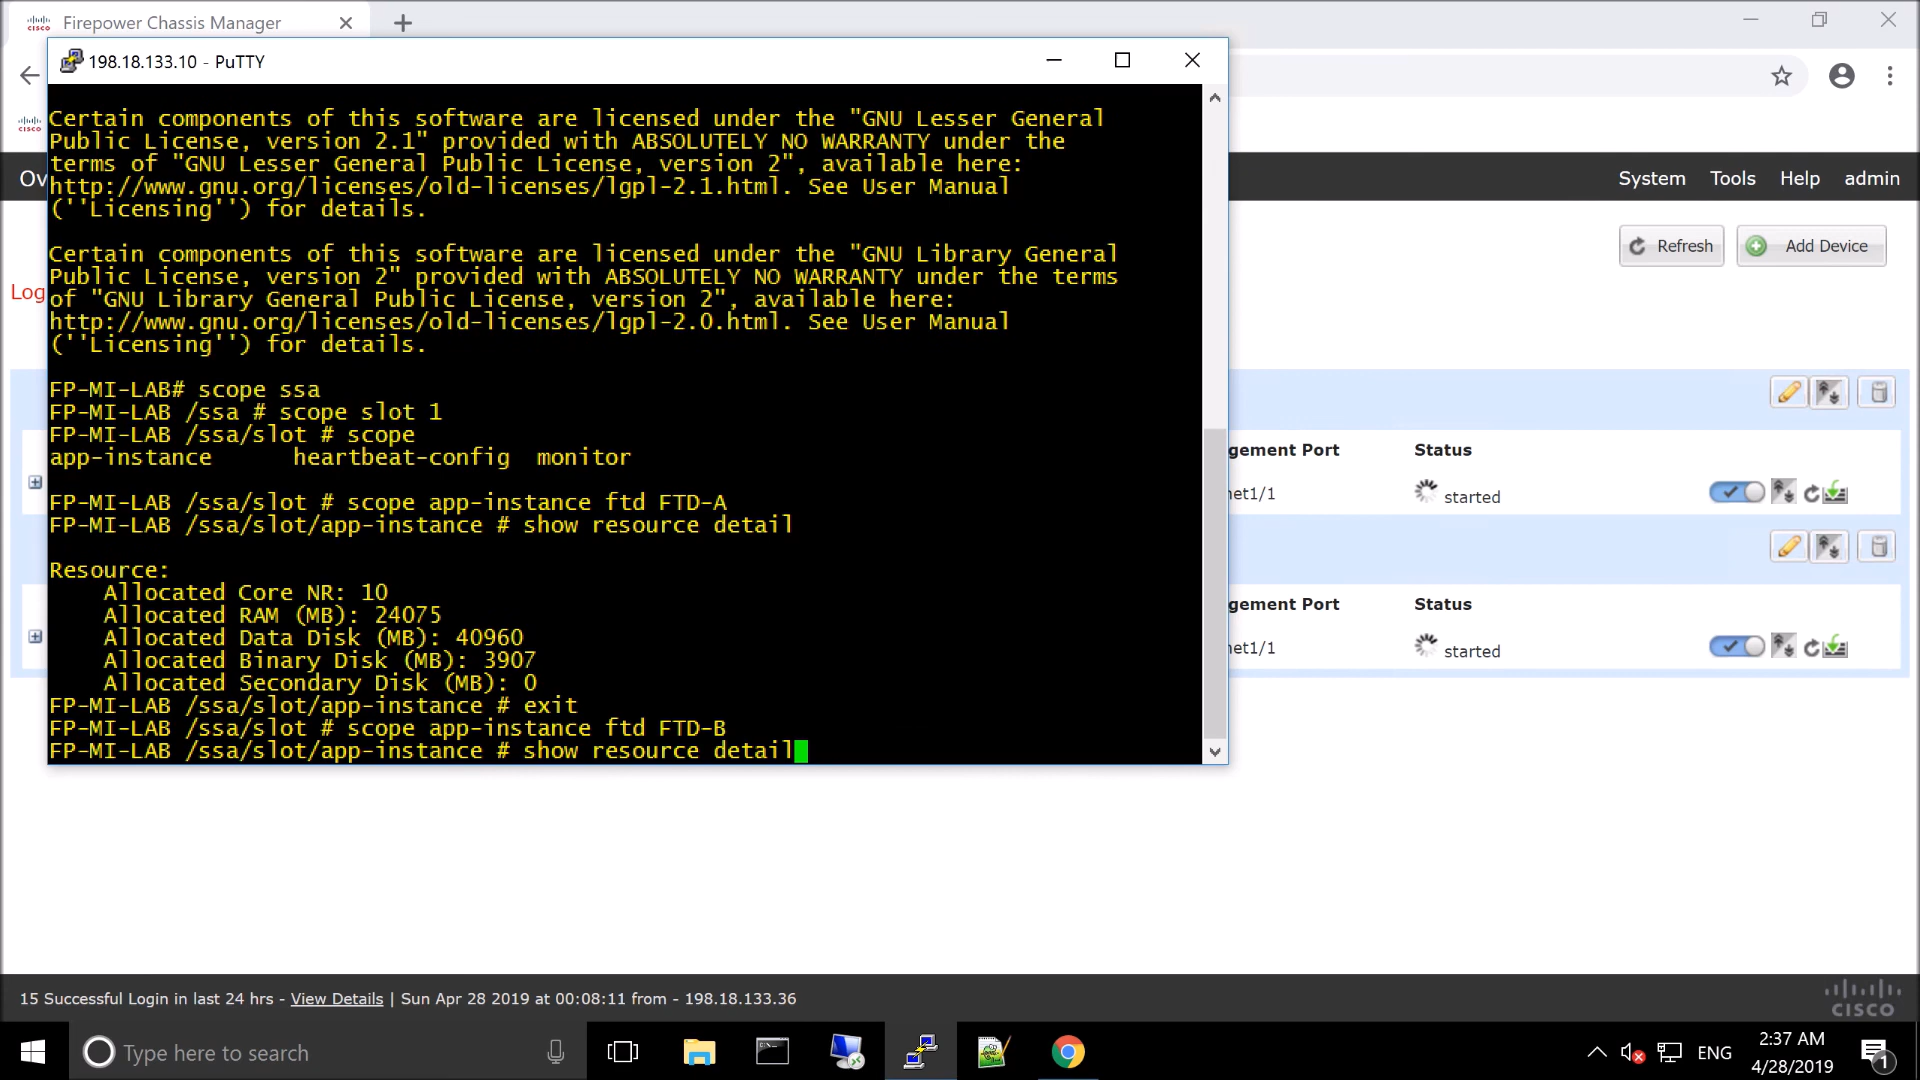 Firepower Chassis Manager
198.18.133.10 - PuTTY
CISCO
CISCO
Ov
System Tools Help admin
Refresh Add Device
Log
Certain components of this software are licensed under the "GNU Lesser General
Public License, version 2.1" provided with ABSOLUTELY NO WARRANTY under the
terms of "GNU Lesser General Public License, version 2", available here:
http://www.gnu.org/licenses/old-licenses/lgpl-2.1.html. See User Manual
(''Licensing'') for details.
Certain components of this software are licensed under the "GNU Library General
Public License, version 2" provided with ABSOLUTELY NO WARRANTY under the terms
of "GNU Library General Public License, version 2", available here:
http://www.gnu.org/licenses/old-licenses/lgpl-2.0.html. See User Manual
(''Licensing'') for details.
FP-MI-LAB# scope ssa
FP-MI-LAB /ssa # scope slot 1
FP-MI-LAB /ssa/slot # scope
app-instance heartbeat-config monitor
FP-MI-LAB /ssa/slot # scope app-instance ftd FTD-A
FP-MI-LAB /ssa/slot/app-instance # show resource detail
Resource:
Allocated Core NR: 10
Allocated RAM (MB): 24075
Allocated Data Disk (MB): 40960
Allocated Binary Disk (MB): 3907
Allocated Secondary Disk (MB): 0
FP-MI-LAB /ssa/slot/app-instance # exit
FP-MI-LAB /ssa/slot # scope app-instance ftd FTD-B
FP-MI-LAB /ssa/slot/app-instance # show resource detail
gement Port Status
net1/1 started
gement Port Status
net1/1 started
15 Successful Login in last 24 hrs - View Details | Sun Apr 28 2019 at 00:08:11 from - 198.18.133.36
CISCO
Type here to search
ENG
2:37 AM
4/28/2019
1